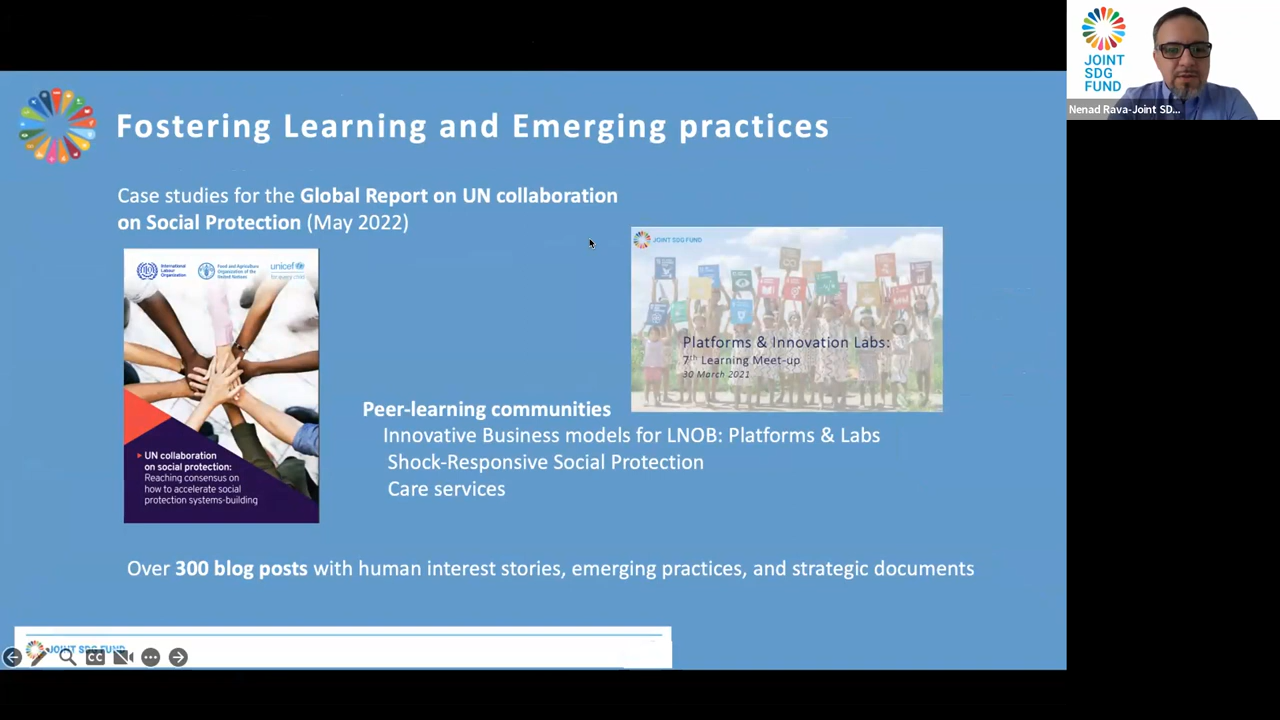 JOINT
SDG
FUND
Nenad Rava-Joint SD...
Fostering Learning and Emerging practices
Case studies for the Global Report on UN collaboration
on Social Protection (May 2022)
International
Labour
Organization
Food and Agriculture
Organization of the
United Nations
unicef
for every child
UN collaboration
on social protection:
Reaching consensus on
how to accelerate social
protection systems-building
JOINT SDG FUND
Platforms & Innovation Labs:
7th Learning Meet-up
30 March 2021
Peer-learning communities
Innovative Business models for LNOB: Platforms & Labs
Shock-Responsive Social Protection
Care services
Over 300 blog posts with human interest stories, emerging practices, and strategic documents
JOINT SDG FUND
CC